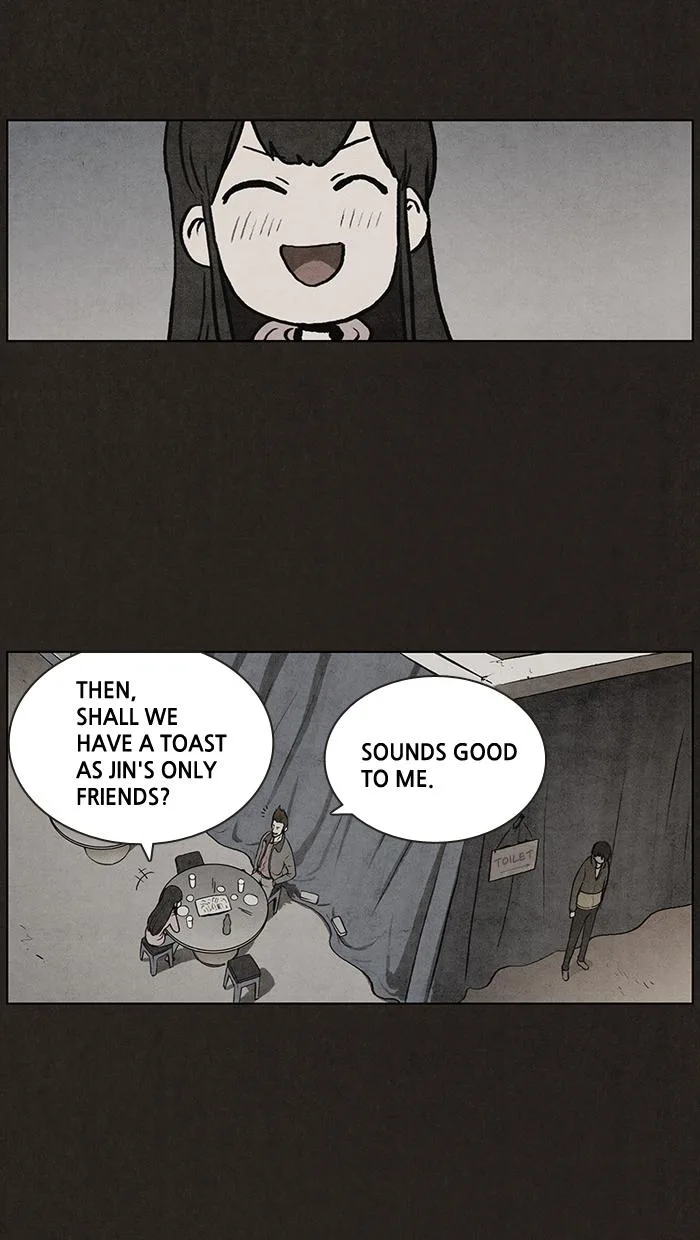 THEN,
SHALL WE
HAVE A TOAST
AS JIN'S ONLY
FRIENDS?
SOUNDS GOOD
TO ME.
TOILET